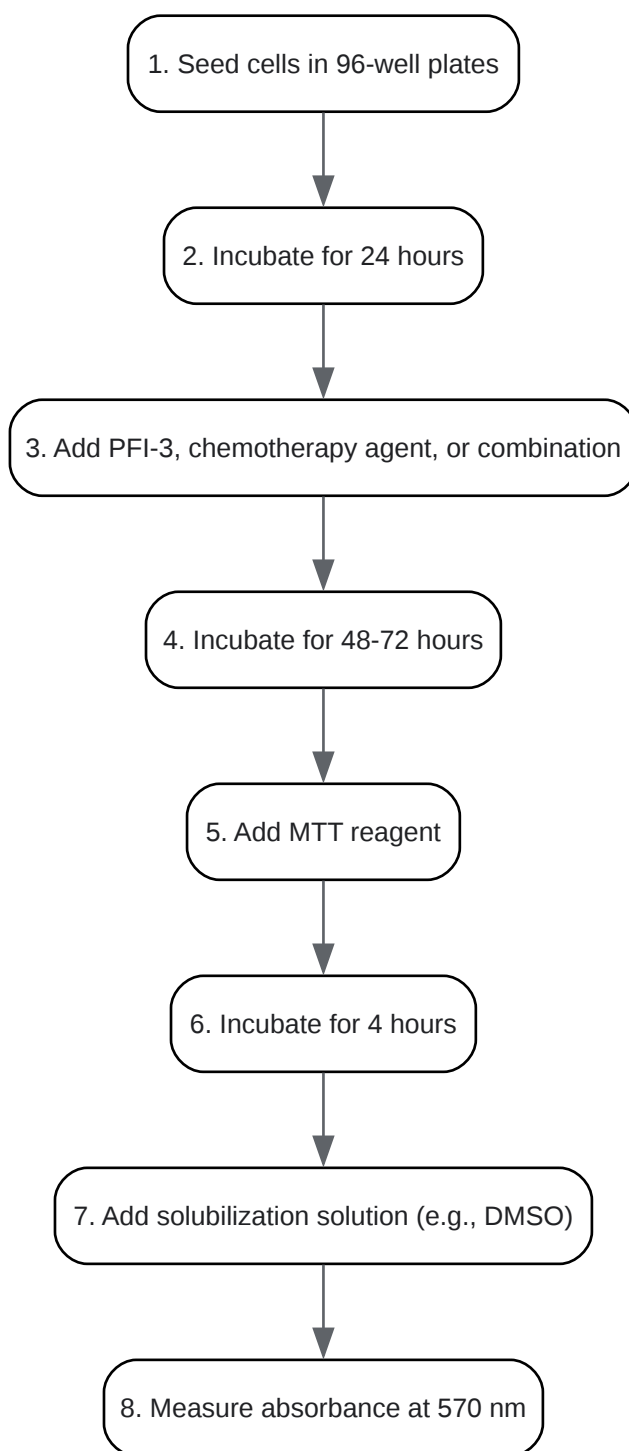 1. Seed cells in 96-well plates
2. Incubate for 24 hours
3. Add PFI-3, chemotherapy agent, or combination
4. Incubate for 48-72 hours
5. Add MTT reagent
6. Incubate for 4 hours
7. Add solubilization solution (e.g., DMSO)
8. Measure absorbance at 570 nm